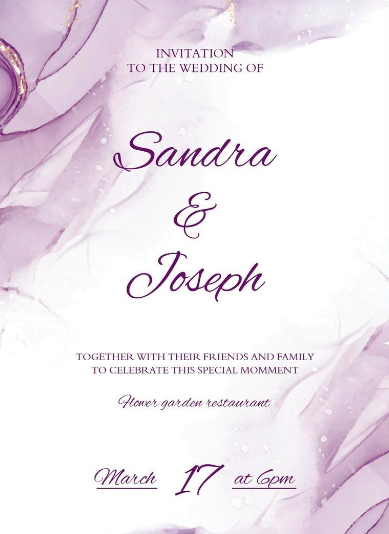 INVITATION
TO THE WEDDING OF
Sandra
&
Joseph
TOGETHER WITH THEIR FRIENDS AND FAMILY
TO CELEBRATE THIS SPECIAL MOMMENT
Flower garden restaurant
March 17 at 6pm